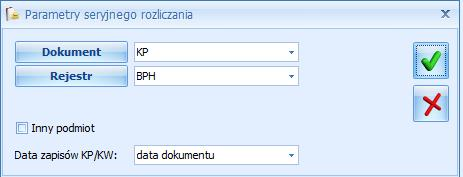 Parametry seryjnego rozliczania
Dokument KP
Rejestr BPH
Inny podmiot
Data zapisów KP/KW: data dokumentu